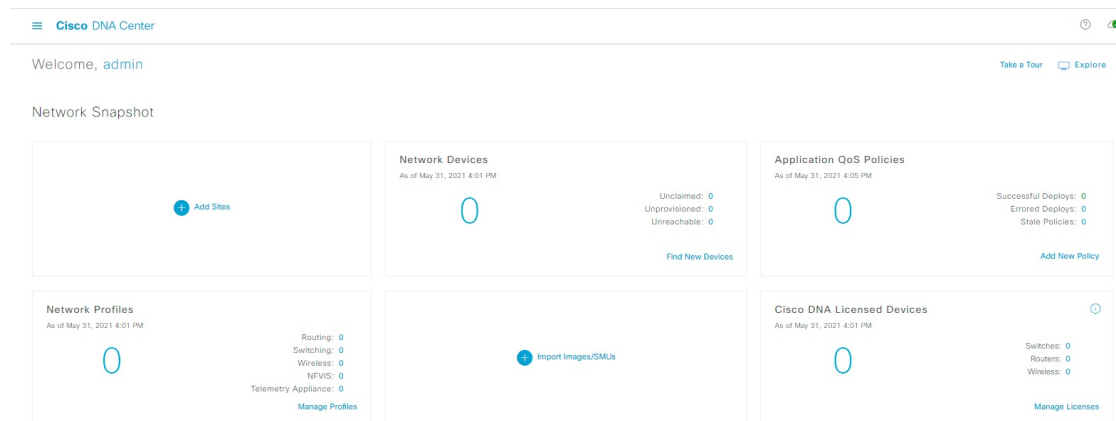 Cisco DNA Center
Welcome, admin
Take a Tour
Explore
Network Snapshot
Add Sites
Network Devices
As of May 31, 2021 4:01 PM
0
Unclaimed: 0
Unprovisioned: 0
Unreachable: 0
Find New Devices
Application QoS Policies
As of May 31, 2021 4:05 PM
0
Successful Deploys: 0
Errored Deploys: 0
Stale Policies: 0
Add New Policy
Network Profiles
As of May 31, 2021 4:01 PM
0
Routing: 0
Switching: 0
Wireless: 0
NFVIS: 0
Telemetry Appliance: 0
Manage Profiles
Import Images/SMUs
Cisco DNA Licensed Devices
As of May 31, 2021 4:01 PM
0
Switches: 0
Routers: 0
Wireless: 0
Manage Licenses